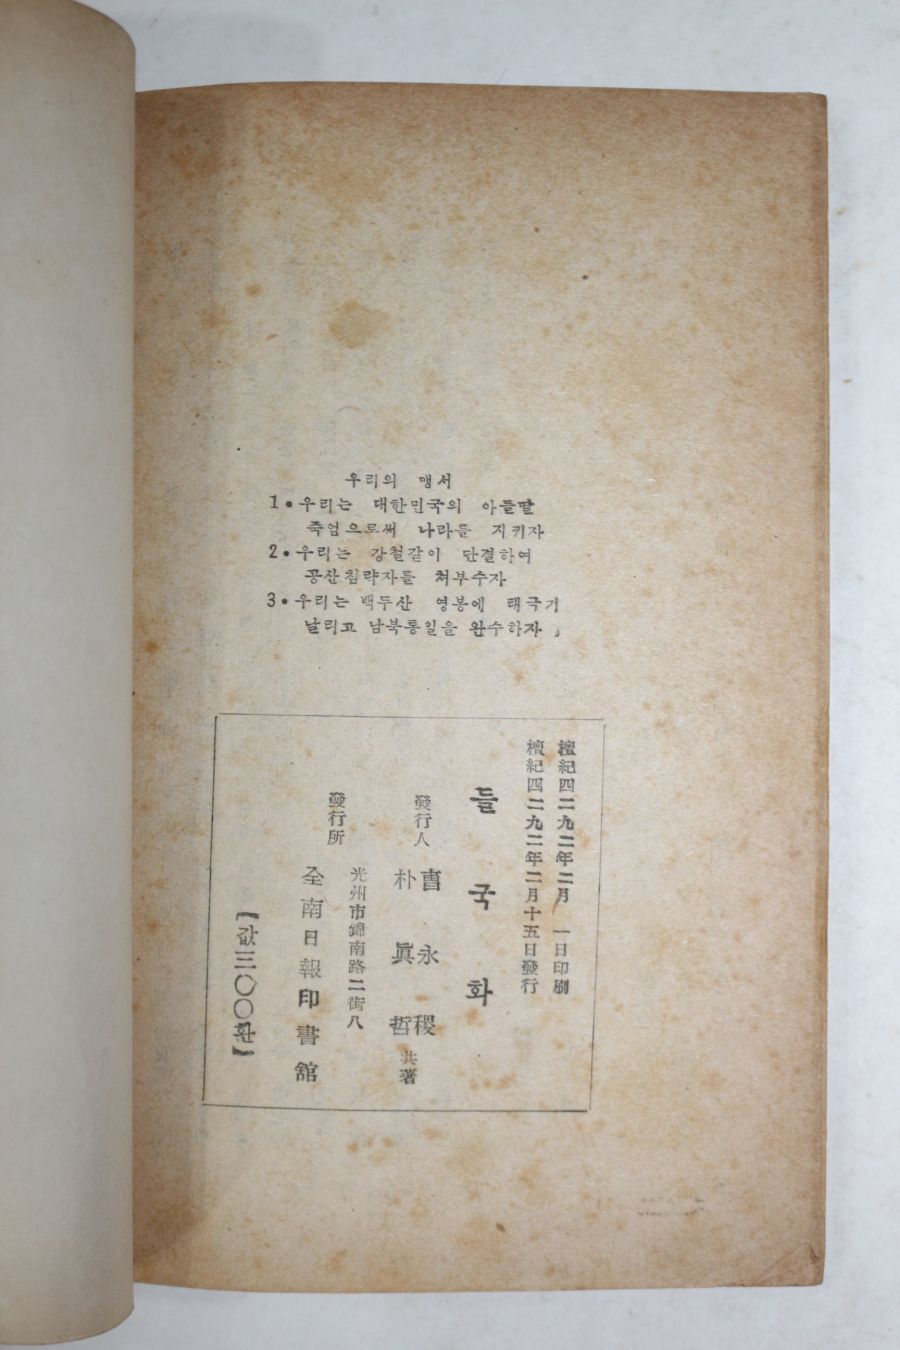 우리의 맹서
1•우리는 대한민국의 아들딸
죽엄으로써 나라를 지키자
2•우리는 강철같이 단결하여
공산침략자를 처부수자
3•우리는 백두산 영봉에 태극기
날리고 남북통일을 완수하자
檀紀四二九二年二月 一日印刷
檀紀四二九二年二月十五日發行
들국화
發行人
曺永稷
朴眞哲
共著
光州市錦南路二街八
發行所
全南日報印書館
【값三〇〇환】